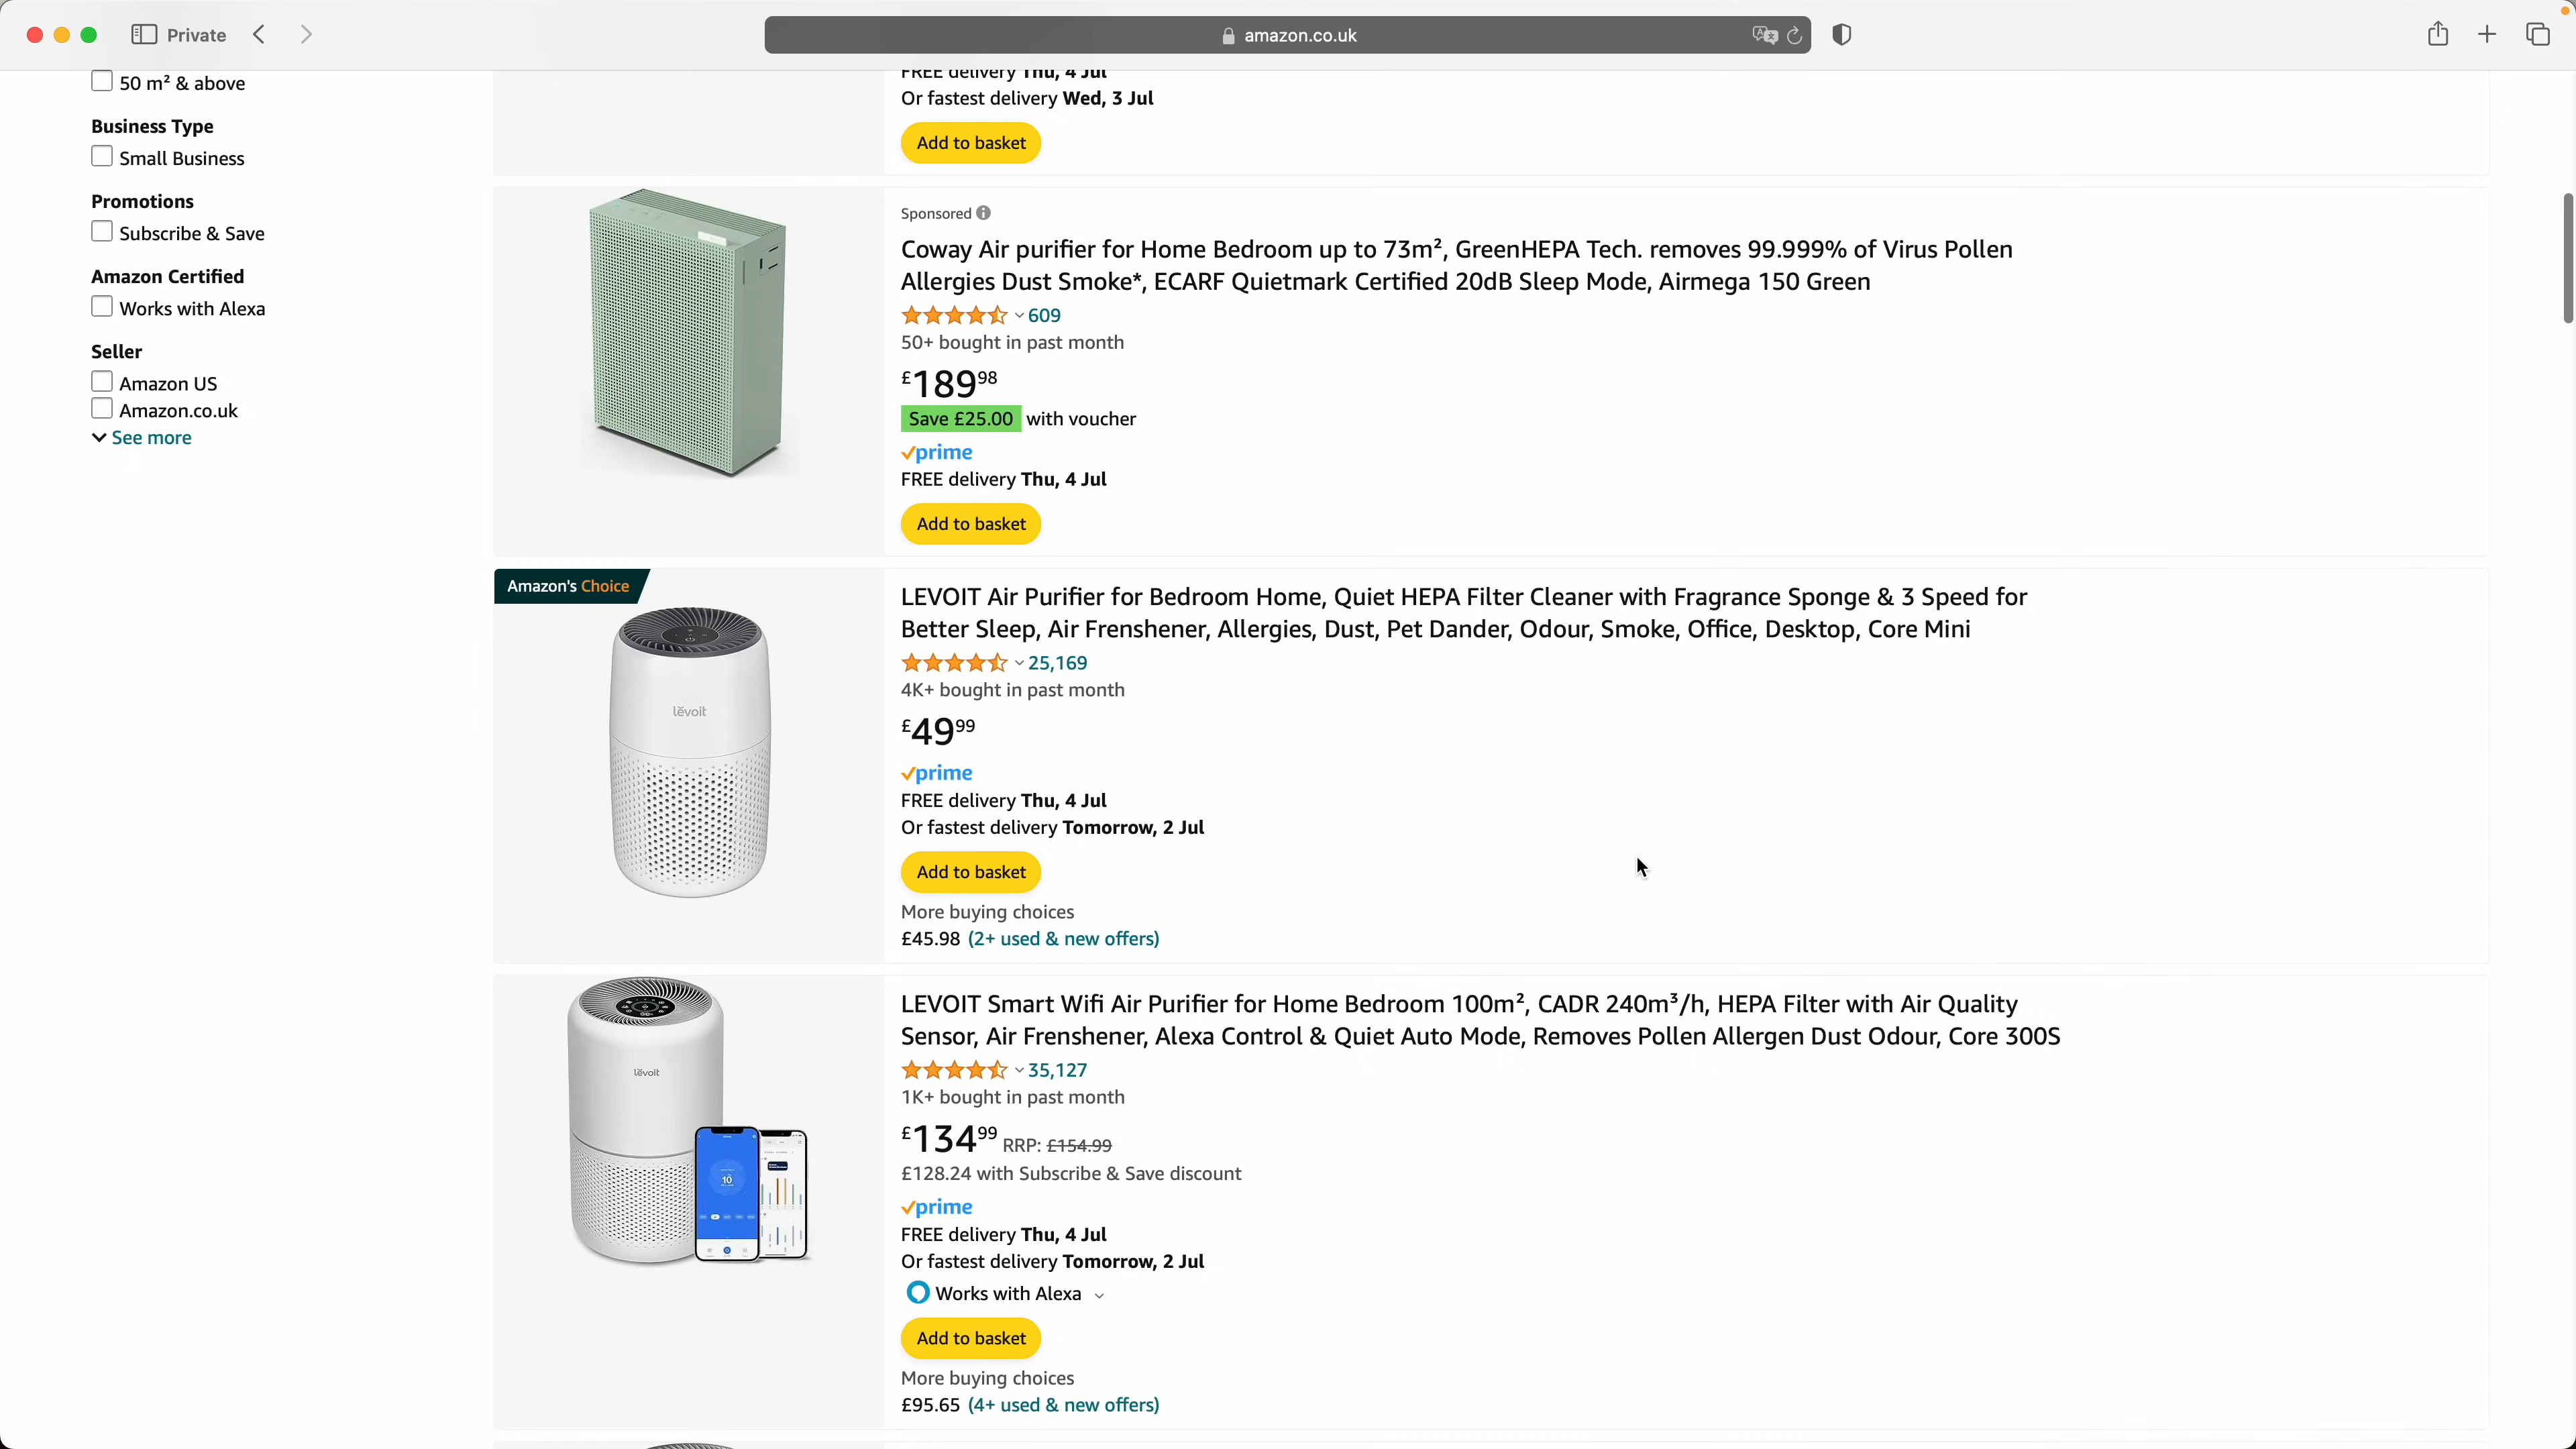 Private
amazon.co.uk
50 m² & above
Business Type
Small Business
Promotions
Subscribe & Save
Amazon Certified
Works with Alexa
Seller
Amazon US
Amazon.co.uk
See more
FREE delivery Thu, 4 Jul
Or fastest delivery Wed, 3 Jul
Add to basket
Sponsored
Coway Air purifier for Home Bedroom up to 73m², GreenHEPA Tech. removes 99.999% of Virus Pollen
Allergies Dust Smoke*, ECARF Quietmark Certified 20dB Sleep Mode, Airmega 150 Green
609
50+ bought in past month
£189.98
Save £25.00 with voucher
prime
FREE delivery Thu, 4 Jul
Add to basket
Amazon's Choice
levoit
LEVOIT Air Purifier for Bedroom Home, Quiet HEPA Filter Cleaner with Fragrance Sponge & 3 Speed for
Better Sleep, Air Frenshener, Allergies, Dust, Pet Dander, Odour, Smoke, Office, Desktop, Core Mini
25,169
4K+ bought in past month
£49.99
prime
FREE delivery Thu, 4 Jul
Or fastest delivery Tomorrow, 2 Jul
Add to basket
More buying choices
£45.98 (2+ used & new offers)
levoit
10
LEVOIT Smart Wifi Air Purifier for Home Bedroom 100m², CADR 240m³/h, HEPA Filter with Air Quality
Sensor, Air Frenshener, Alexa Control & Quiet Auto Mode, Removes Pollen Allergen Dust Odour, Core 300S
35,127
1K+ bought in past month
£134.99 RRP: £154.99
£128.24 with Subscribe & Save discount
prime
FREE delivery Thu, 4 Jul
Or fastest delivery Tomorrow, 2 Jul
Works with Alexa
Add to basket
More buying choices
£95.65 (4+ used & new offers)